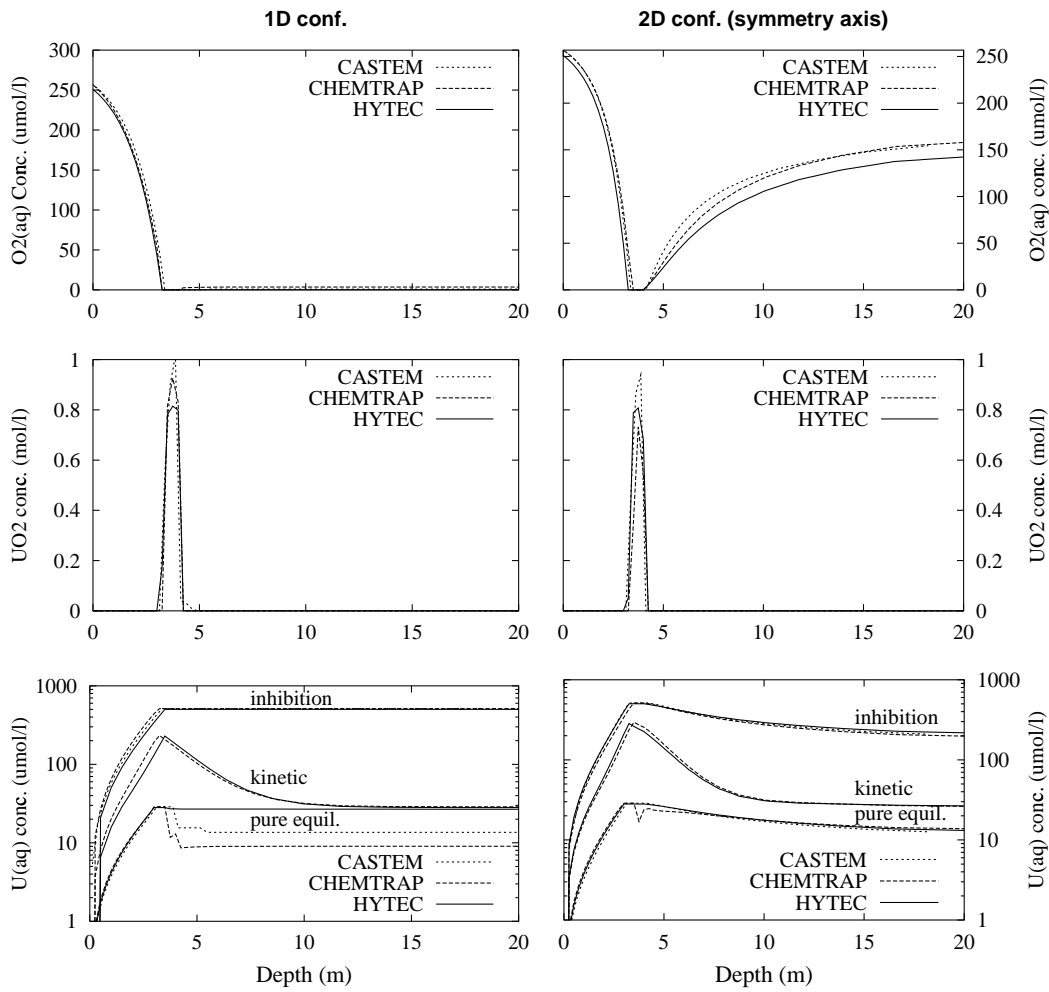 1D conf.
2D conf. (symmetry axis)
O2(aq) Conc. (umol/l)
300
250
200
150
100
50
0
CASTEM
CHEMTRAP
HYTEC
0
5
10
15
20
CASTEM
CHEMTRAP
HYTEC
250
200
150
100
50
0
O2(aq) conc. (umol/l)
0
5
10
15
20
UO2 conc. (mol/l)
1
0.8
0.6
0.4
0.2
0
CASTEM
CHEMTRAP
HYTEC
0
5
10
15
20
CASTEM
CHEMTRAP
HYTEC
1
0.8
0.6
0.4
0.2
0
UO2 conc. (mol/l)
0
5
10
15
20
U(aq) conc. (umol/l)
1000
100
10
1
inhibition
kinetic
pure equil.
CASTEM
CHEMTRAP
HYTEC
0
5
10
15
20
Depth (m)
inhibition
kinetic
pure equil.
CASTEM
CHEMTRAP
HYTEC
1000
100
10
1
U(aq) conc. (umol/l)
0
5
10
15
20
Depth (m)